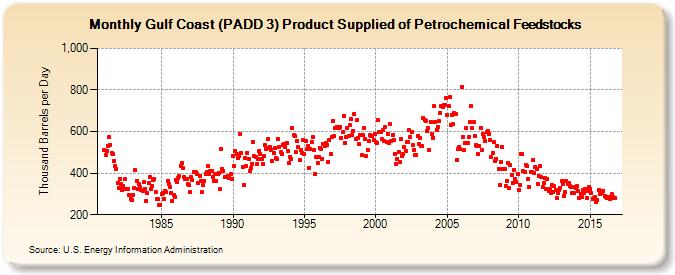 Monthly Gulf Coast (PADD 3) Product Supplied of Petrochemical Feedstocks
Thousand Barrels per Day
1,000
800
600
400
200
1985 1990 1995 2000 2005 2010 2015
Source: U.S. Energy Information Administration